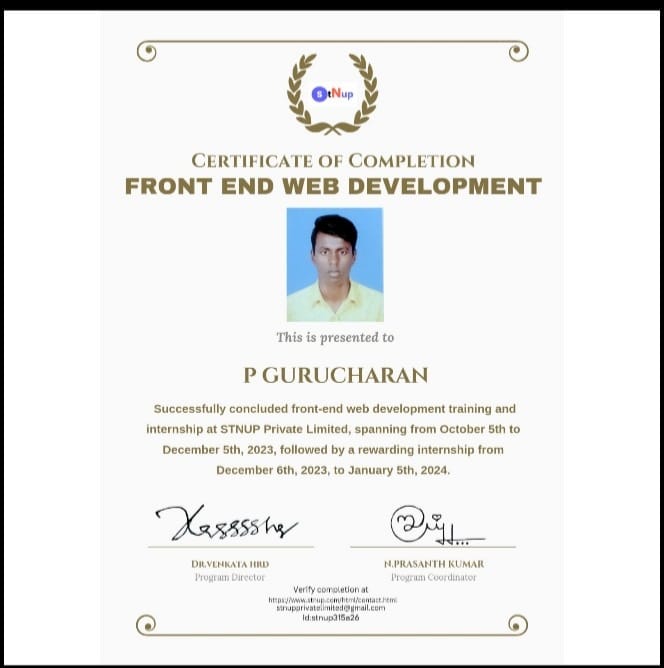 StNup
CERTIFICATE OF COMPLETION
FRONT END WEB DEVELOPMENT
This is presented to
P GURUCHARAN
Successfully concluded front-end web development training and
internship at STNUP Private Limited, spanning from October 5th to
December 5th, 2023, followed by a rewarding internship from
December 6th, 2023, to January 5th, 2024.
DR.VENKATA HRD
Program Director
N.PRASANTH KUMAR
Program Coordinator
Verify completion at
https://www.stnup.com/html/contact.html
stnupprivatelimited@gmail.com
Id:stnup315a26